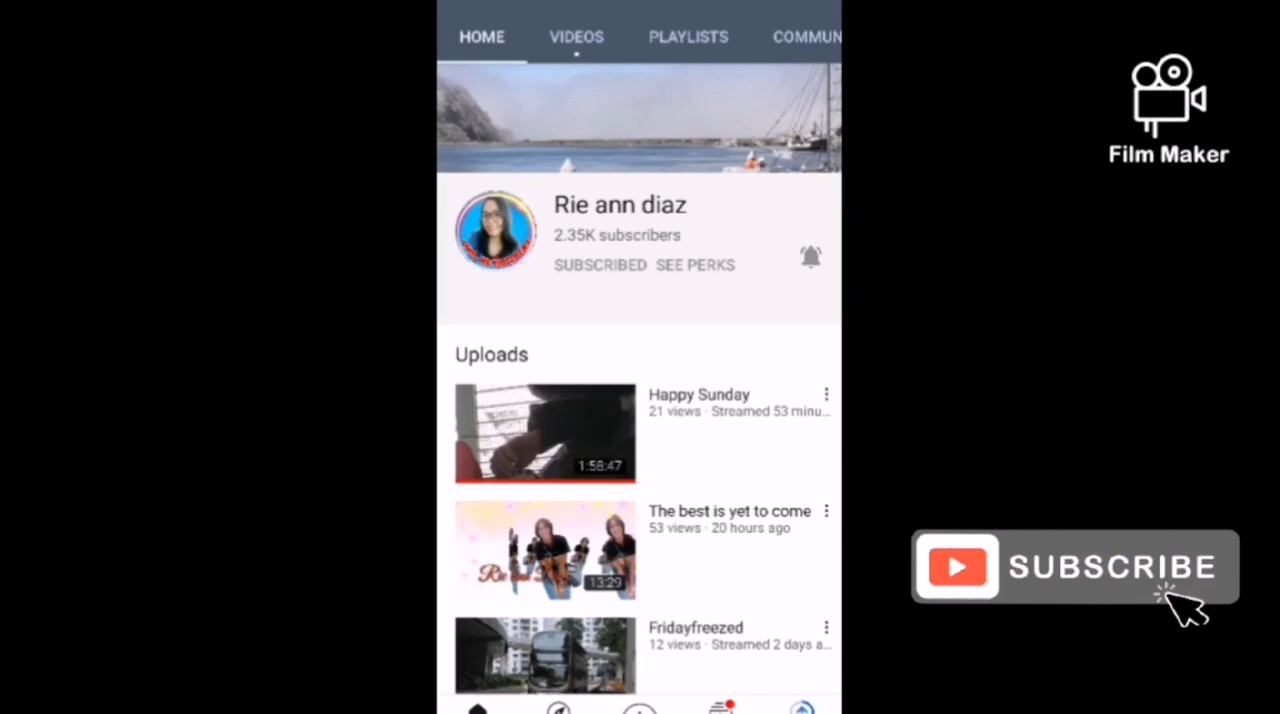 HOME VIDEOS PLAYLISTS COMMUN
Film Maker
Rie ann diaz
2.35K subscribers
SUBSCRIBED SEE PERKS
Uploads
Happy Sunday
21 views · Streamed 53 minu...
1:58:47
The best is yet to come
53 views · 20 hours ago
13:29
SUBSCRIBE
Fridayfreezed
12 views · Streamed 2 days a...